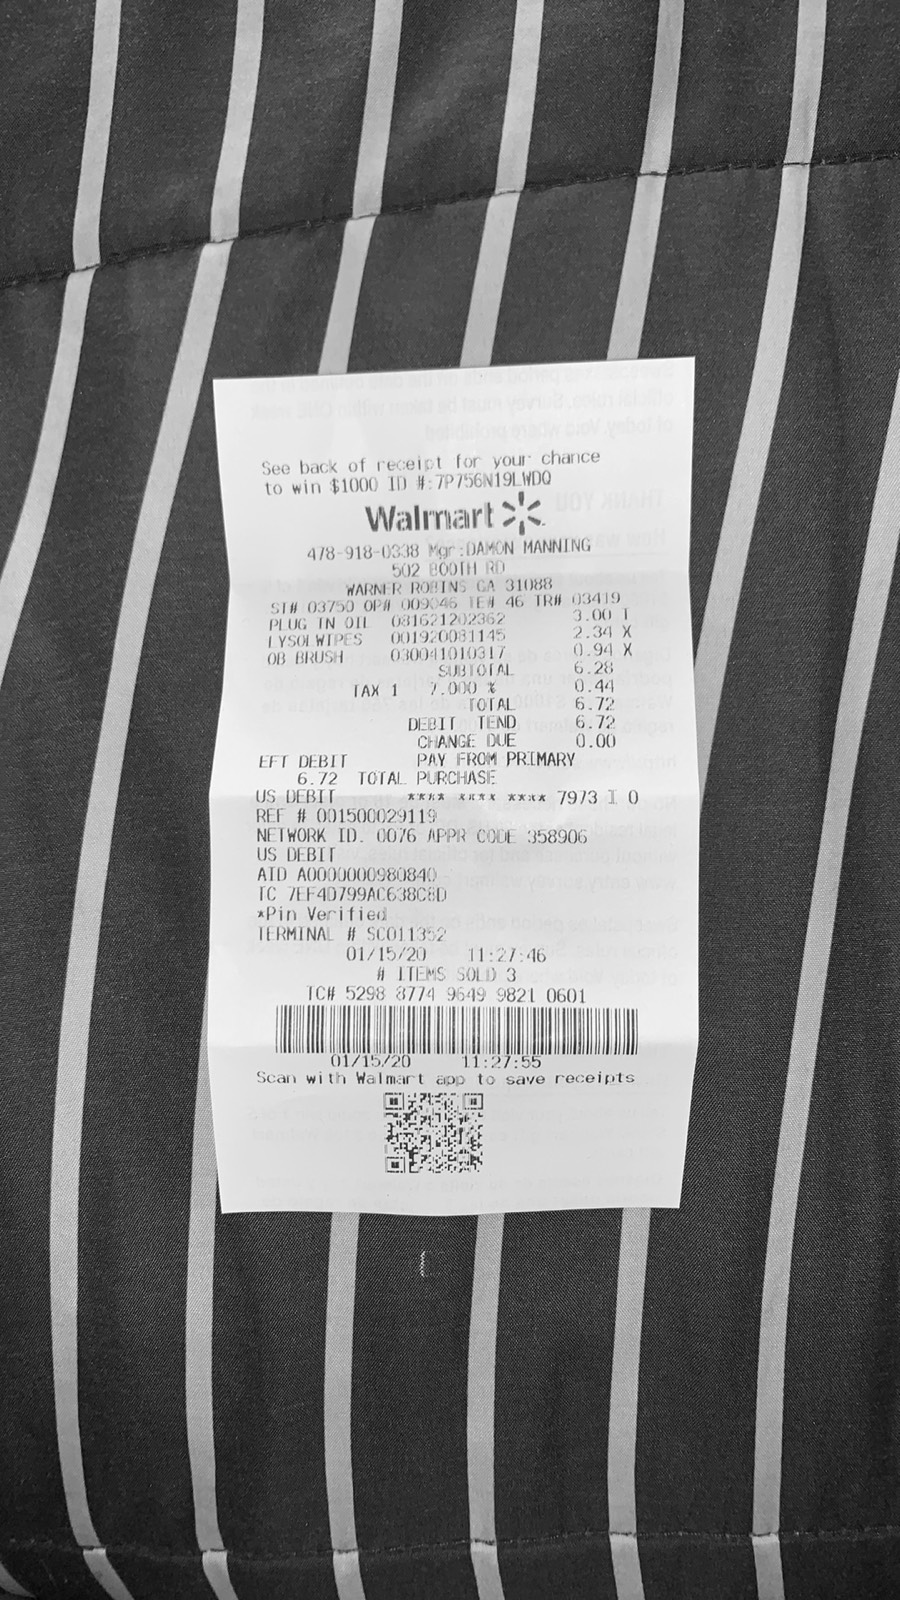 See back of receipt for your chance
to win $1000 ID #:7P756N19LWDQ
Walmart
478-918-0338 Mgr:DAMON MANNING
502 BOOTH RD
WARNER ROBINS GA 31088
ST# 03750 OP# 009046 TE# 46 TR# 03419
PLUG IN OIL 081621202362 3.00 T
LYSOLWIPES 001920081145 2.34 X
OB BRUSH 030041010317 0.94 X
SUBTOTAL 6.28
TAX 1 7.000 % 0.44
TOTAL 6.72
DEBIT TEND 6.72
CHANGE DUE 0.00
EFT DEBIT PAY FROM PRIMARY
6.72 TOTAL PURCHASE
US DEBIT **** **** **** 7973 I 0
REF # 001500029119
NETWORK ID. 0076 APPR CODE 358906
US DEBIT
AID A0000000980840
TC 7EF4D799AC638C8D
*Pin Verified
TERMINAL # SC011352
01/15/20 11:27:46
# ITEMS SOLD 3
TC# 5298 8774 9649 9821 0601
01/15/20 11:27:55
Scan with Walmart app to save receipts